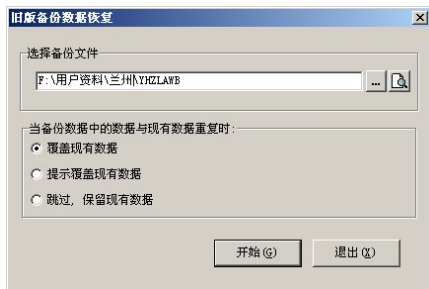 旧版备份数据恢复
选择备份文件
F:\用户资料\兰州\YHZLAWB
...
当备份数据中的数据与现有数据重复时:
覆盖现有数据
提示覆盖现有数据
跳过, 保留现有数据
开始(G) 退出(X)